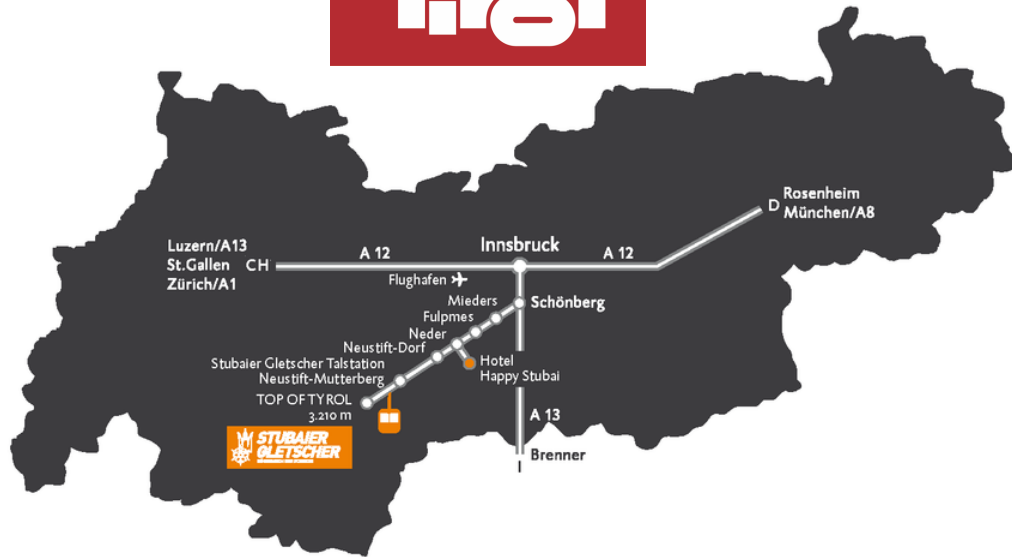 Rosenheim
D München/A8
Luzern/A13
St.Gallen CH
Zürich/A1
A 12
Innsbruck
A 12
Flughafen
Mieders
Schönberg
Fulpmes
Neder
Neustift-Dorf
Hotel
Happy Stubai
Stubaier Gletscher Talstation
Neustift-Mutterberg
TOP OF TYROL
3.210 m
A 13
STUBAIER
GLETSCHER
Brenner
I